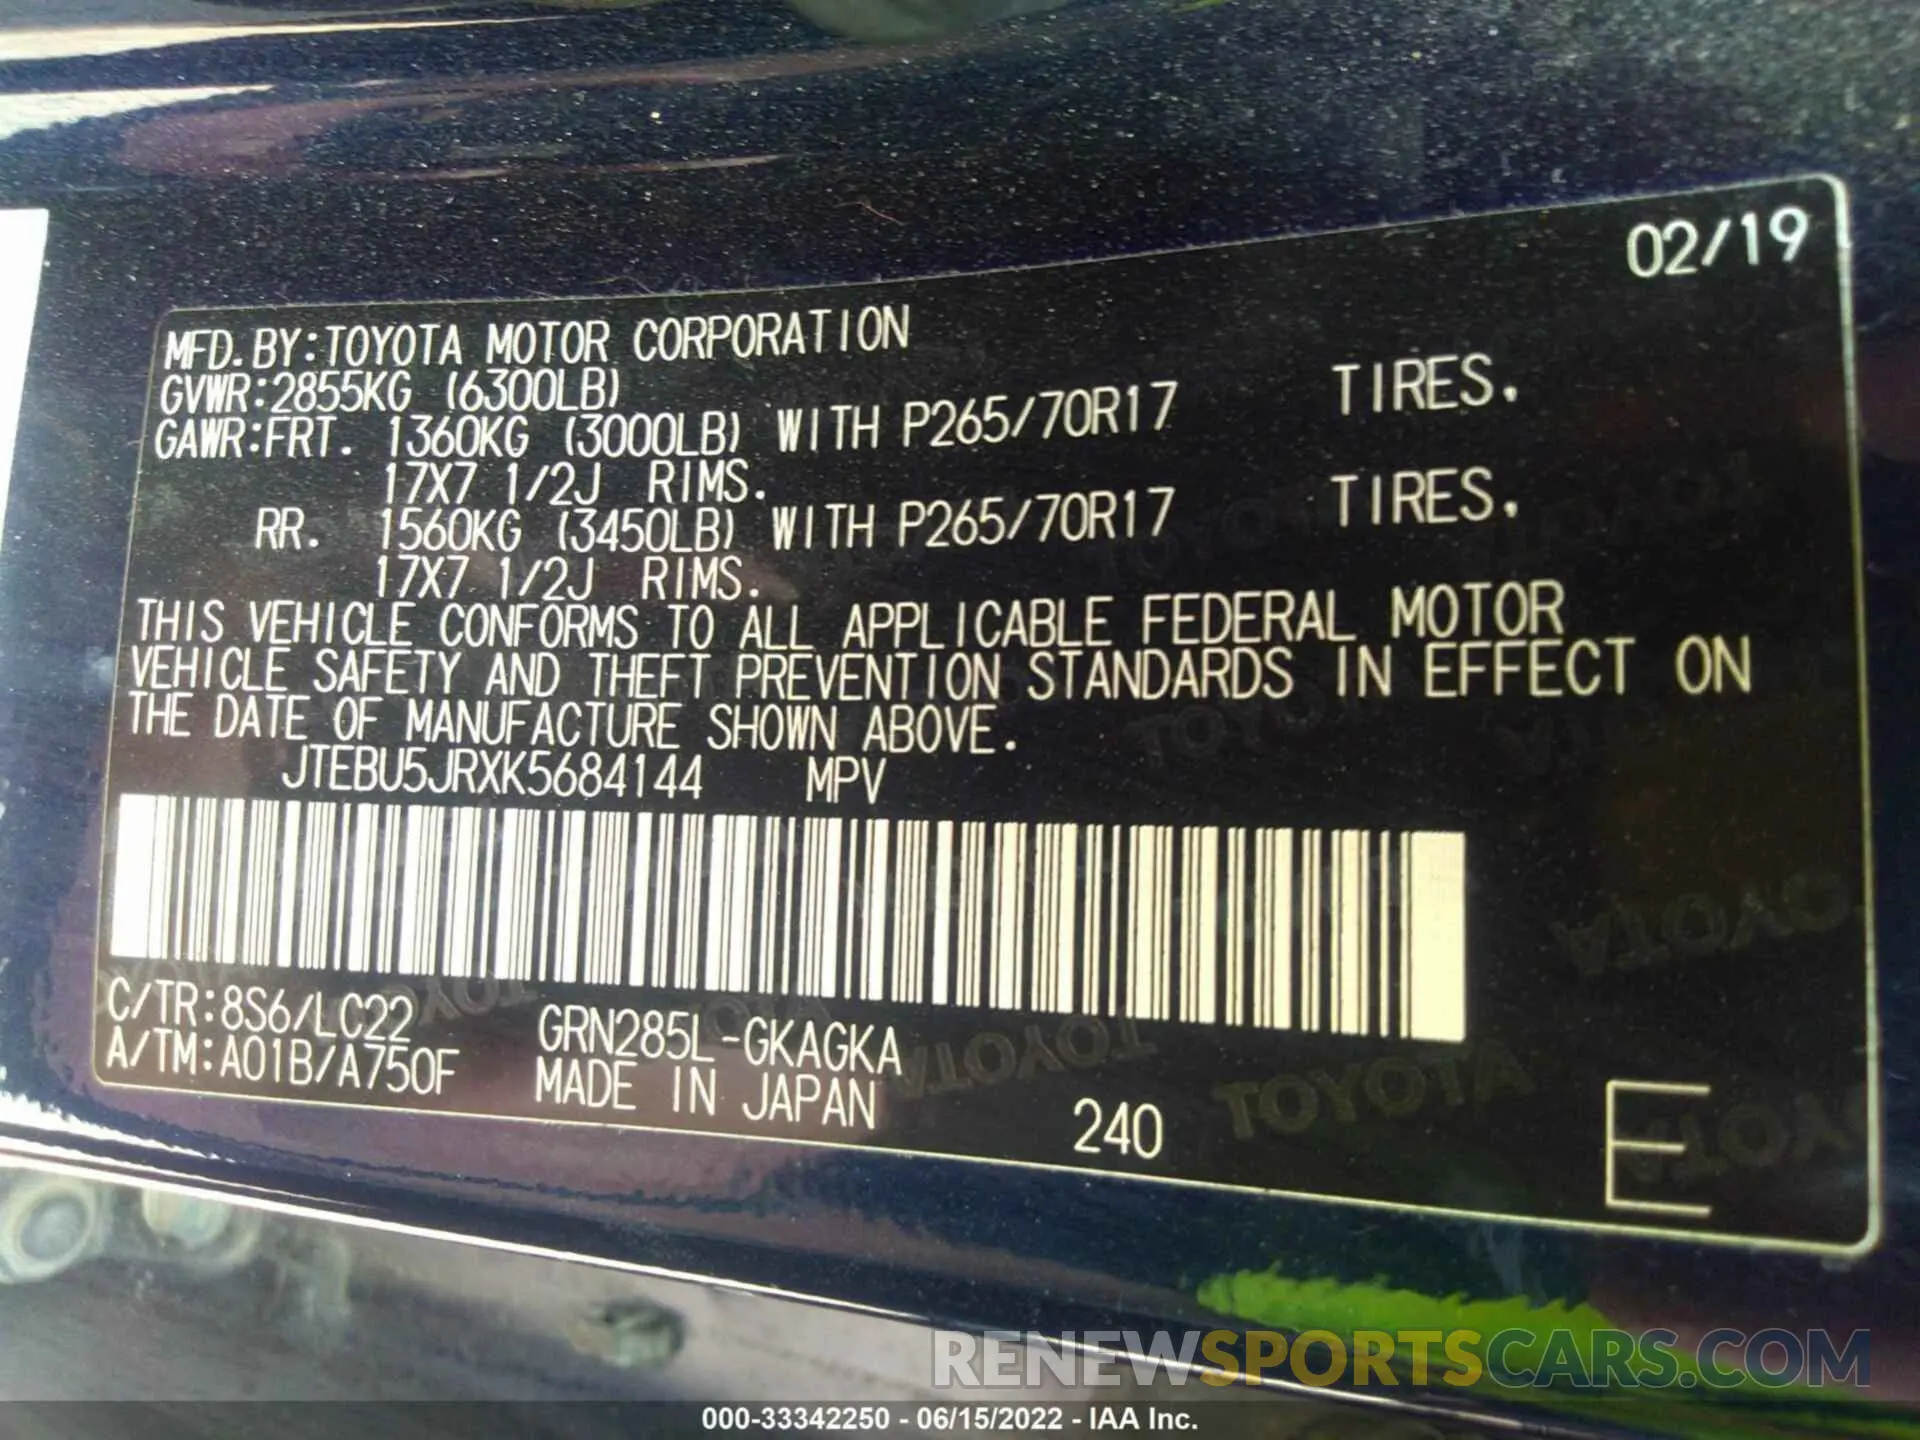 02/19
MFD.BY:TOYOTA MOTOR CORPORATION
GVWR:2855KG (6300LB)
GAWR:FRT. 1360KG (3000LB) WITH P265/70R17 TIRES.
17X7 1/2J RIMS.
RR. 1560KG (3450LB) WITH P265/70R17 TIRES.
17X7 1/2J RIMS.
THIS VEHICLE CONFORMS TO ALL APPLICABLE FEDERAL MOTOR
VEHICLE SAFETY AND THEFT PREVENTION STANDARDS IN EFFECT ON
THE DATE OF MANUFACTURE SHOWN ABOVE.
JTEBU5JRXK5684144 MPV
C/TR:8S6/LC22 GRN285L-GKAGKA
A/TM:A01B/A750F MADE IN JAPAN
240 E
TOYOTA TOYOTA TOYOTA
RENEWSPORTSCARS.COM
000-33342250 - 06/15/2022 - IAA Inc.